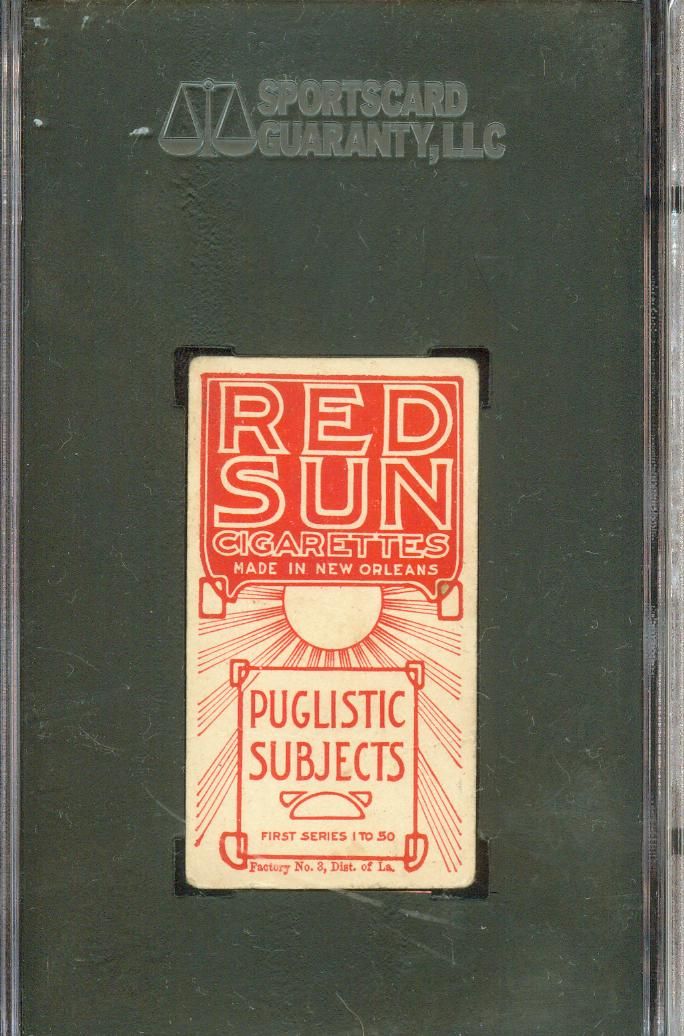 SPORTSCARD
GUARANTY, LLC
RED
SUN
CIGARETTES
MADE IN NEW ORLEANS
PUGLISTIC
SUBJECTS
FIRST SERIES 1 TO 50
Factory No. 3, Dist. of La.